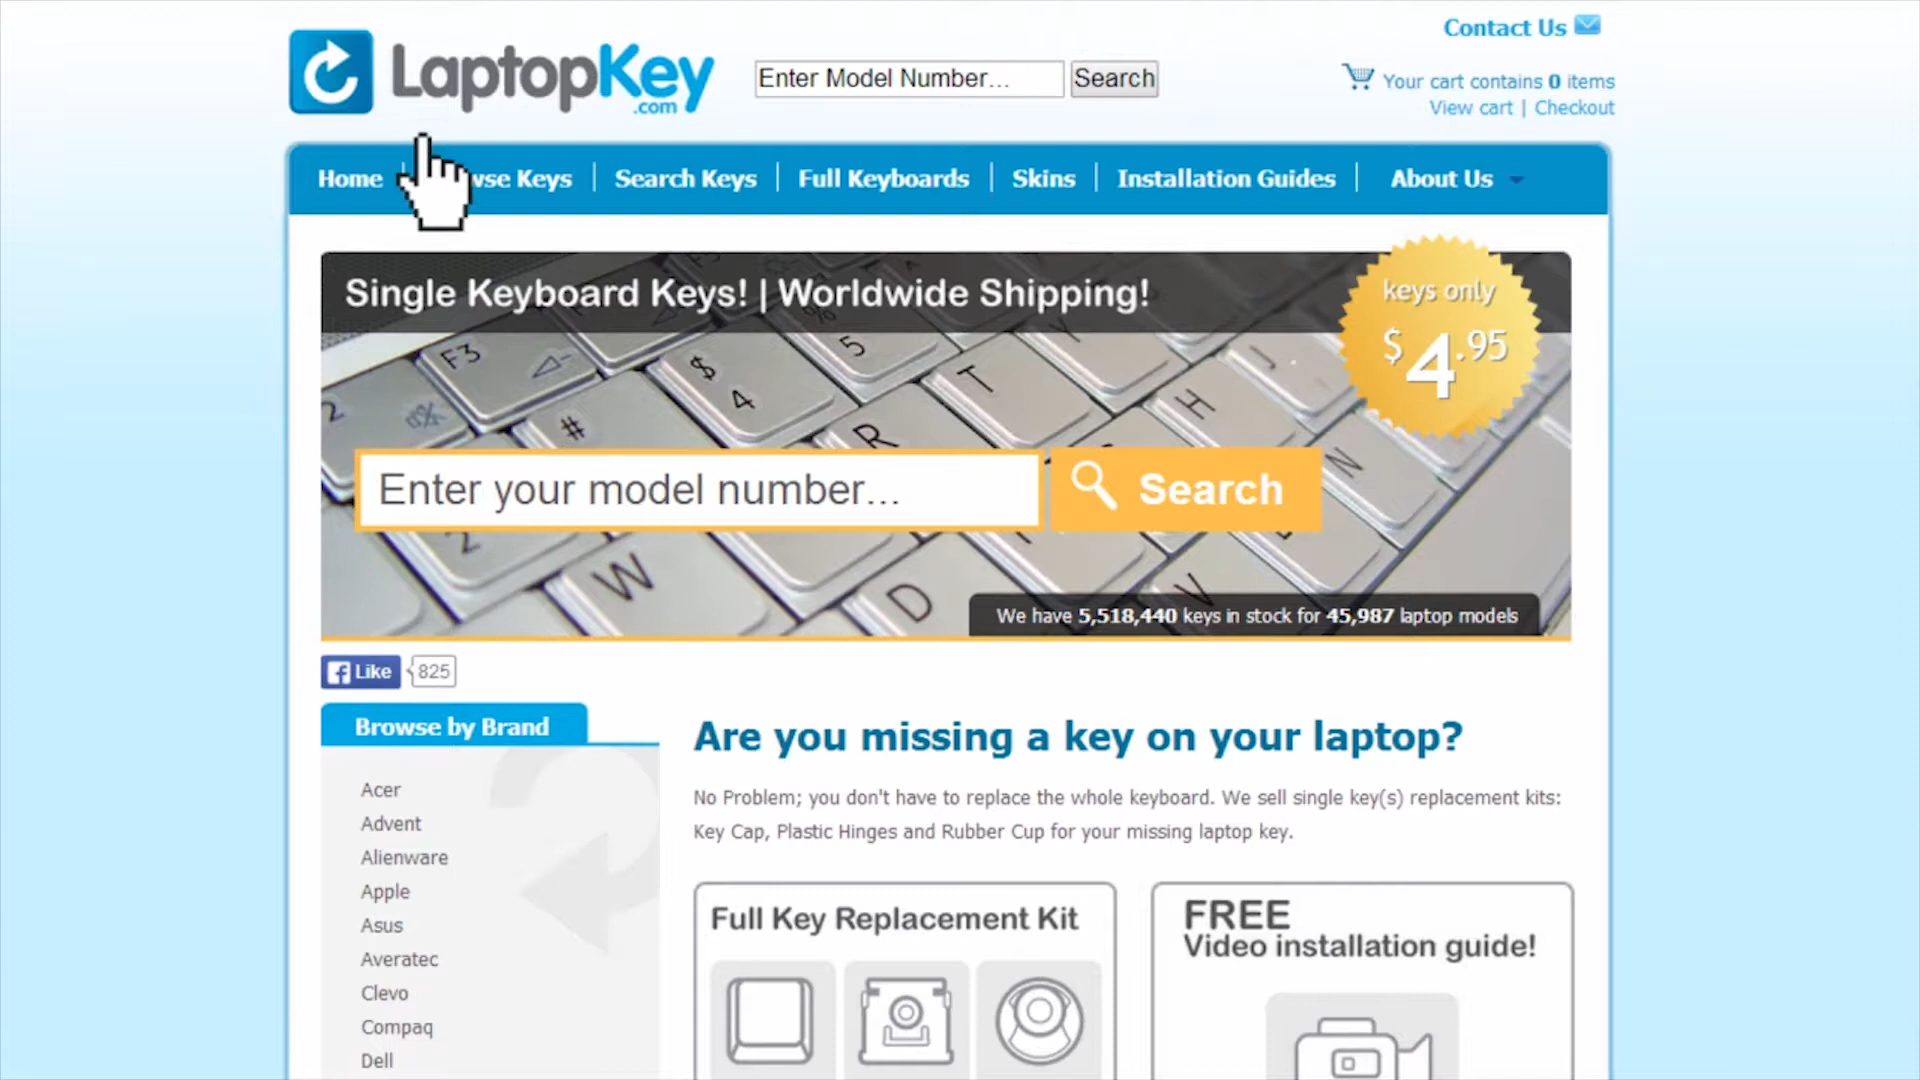 Contact Us
LaptopKey
.com
Enter Model Number...
Search
Your cart contains 0 items
View cart | Checkout
Home
wse Keys
Search Keys
Full Keyboards
Skins
Installation Guides
About Us
Single Keyboard Keys! | Worldwide Shipping!
keys only
$4.95
F3
$
4
5
%
2
#
R
T
H
N
Enter your model number...
Search
2
W
D
V
We have 5,518,440 keys in stock for 45,987 laptop models
Like
825
Browse by Brand
Are you missing a key on your laptop?
No Problem; you don't have to replace the whole keyboard. We sell single key(s) replacement kits:
Key Cap, Plastic Hinges and Rubber Cup for your missing laptop key.
Acer
Advent
Alienware
Apple
Asus
Averatec
Clevo
Compaq
Dell
Full Key Replacement Kit
FREE
Video installation guide!